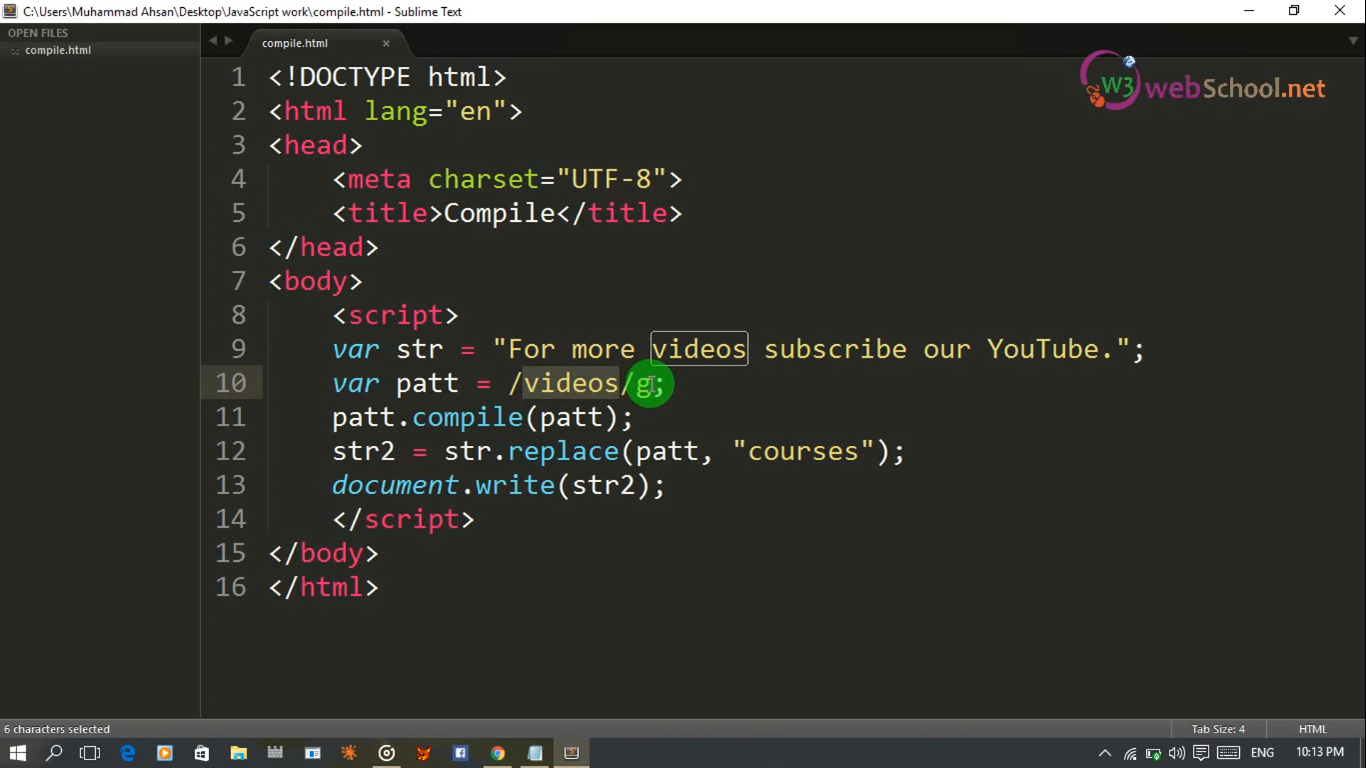 C:\Users\Muhammad Ahsan\Desktop\JavaScript work\compile.html - Sublime Text
OPEN FILES
compile.html
compile.html
W3 webSchool.net
1 <!DOCTYPE html>
2 <html lang="en">
3 <head>
4 <meta charset="UTF-8">
5 <title>Compile</title>
6 </head>
7 <body>
8 <script>
9 var str = "For more videos subscribe our YouTube.";
10 var patt = /videos/g;
11 patt.compile(patt);
12 str2 = str.replace(patt, "courses");
13 document.write(str2);
14 </script>
15 </body>
16 </html>
6 characters selected
Tab Size: 4
HTML
ENG
10:13 PM